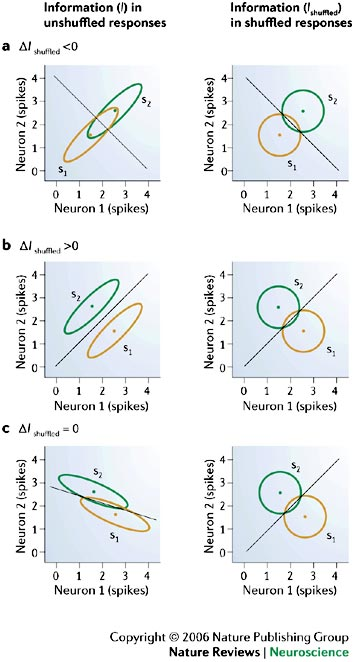 Information (I) in
unshuffled responses
Information (Ishuffled)
in shuffled responses
a ΔIshuffled <0
Neuron 2 (spikes)
4
3
2
1
0
s2
s1
0 1 2 3 4
Neuron 1 (spikes)
Neuron 2 (spikes)
4
3
2
1
0
s2
s1
0 1 2 3 4
Neuron 1 (spikes)
b ΔIshuffled >0
Neuron 2 (spikes)
4
3
2
1
0
s2
s1
0 1 2 3 4
Neuron 1 (spikes)
Neuron 2 (spikes)
4
3
2
1
0
s2
s1
0 1 2 3 4
Neuron 1 (spikes)
c ΔIshuffled = 0
Neuron 2 (spikes)
4
3
2
1
0
s2
s1
0 1 2 3 4
Neuron 1 (spikes)
Neuron 2 (spikes)
4
3
2
1
0
s2
s1
0 1 2 3 4
Neuron 1 (spikes)
Copyright © 2006 Nature Publishing Group
Nature Reviews | Neuroscience